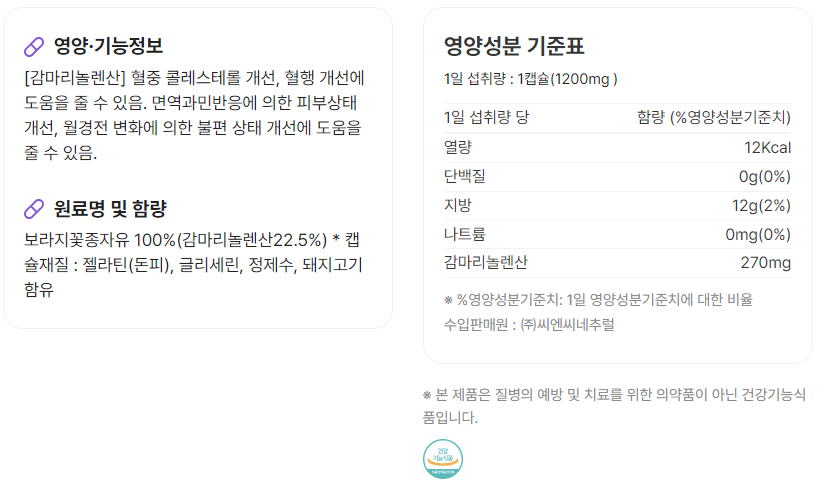 영양·기능정보
[감마리놀렌산] 혈중 콜레스테롤 개선, 혈행 개선에
도움을 줄 수 있음. 면역과민반응에 의한 피부상태
개선, 월경전 변화에 의한 불편 상태 개선에 도움을
줄 수 있음.
원료명 및 함량
보라지꽃종자유 100%(감마리놀렌산22.5%) * 캡
슐재질 : 젤라틴(돈피), 글리세린, 정제수, 돼지고기
함유
영양성분 기준표
1일 섭취량 : 1캡슐(1200mg )
1일 섭취량 당 함량 (%영양성분기준치)
열량 12Kcal
단백질 0g(0%)
지방 12g(2%)
나트륨 0mg(0%)
감마리놀렌산 270mg
※ %영양성분기준치: 1일 영양성분기준치에 대한 비율
수입판매원 : ㈜씨엔씨네추럴
※ 본 제품은 질병의 예방 및 치료를 위한 의약품이 아닌 건강기능식
품입니다.
건강
기능식품